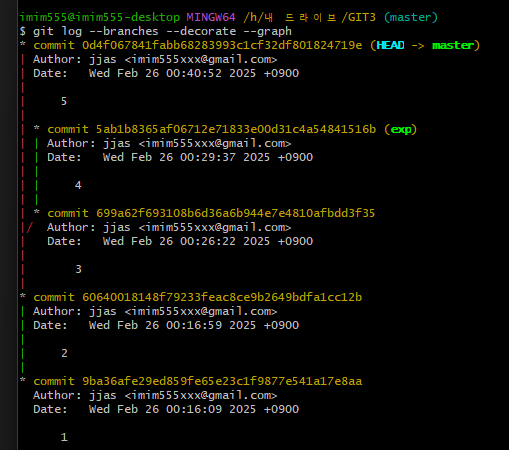 imim555@imim555-desktop MINGW64 /h/내 드라이브/GIT3 (master)
$ git log --branches --decorate --graph
* commit 0d4f067841fabb68283993c1cf32df801824719e (HEAD -> master)
| Author: jjas <imim555xxx@gmail.com>
| Date:   Wed Feb 26 00:40:52 2025 +0900
|
|     5
|
| * commit 5ab1b8365af06712e71833e00d31c4a54841516b (exp)
| | Author: jjas <imim555xxx@gmail.com>
| | Date:   Wed Feb 26 00:29:37 2025 +0900
| |
| |     4
| |
| * commit 699a62f693108b6d36a6b944e7e4810afbdd3f35
|/  Author: jjas <imim555xxx@gmail.com>
|   Date:   Wed Feb 26 00:26:22 2025 +0900
|
|       3
|
* commit 60640018148f79233feac8ce9b2649bdfa1cc12b
| Author: jjas <imim555xxx@gmail.com>
| Date:   Wed Feb 26 00:16:59 2025 +0900
|
|     2
|
* commit 9ba36afe29ed859fe65e23c1f9877e541a17e8aa
  Author: jjas <imim555xxx@gmail.com>
  Date:   Wed Feb 26 00:16:09 2025 +0900

      1